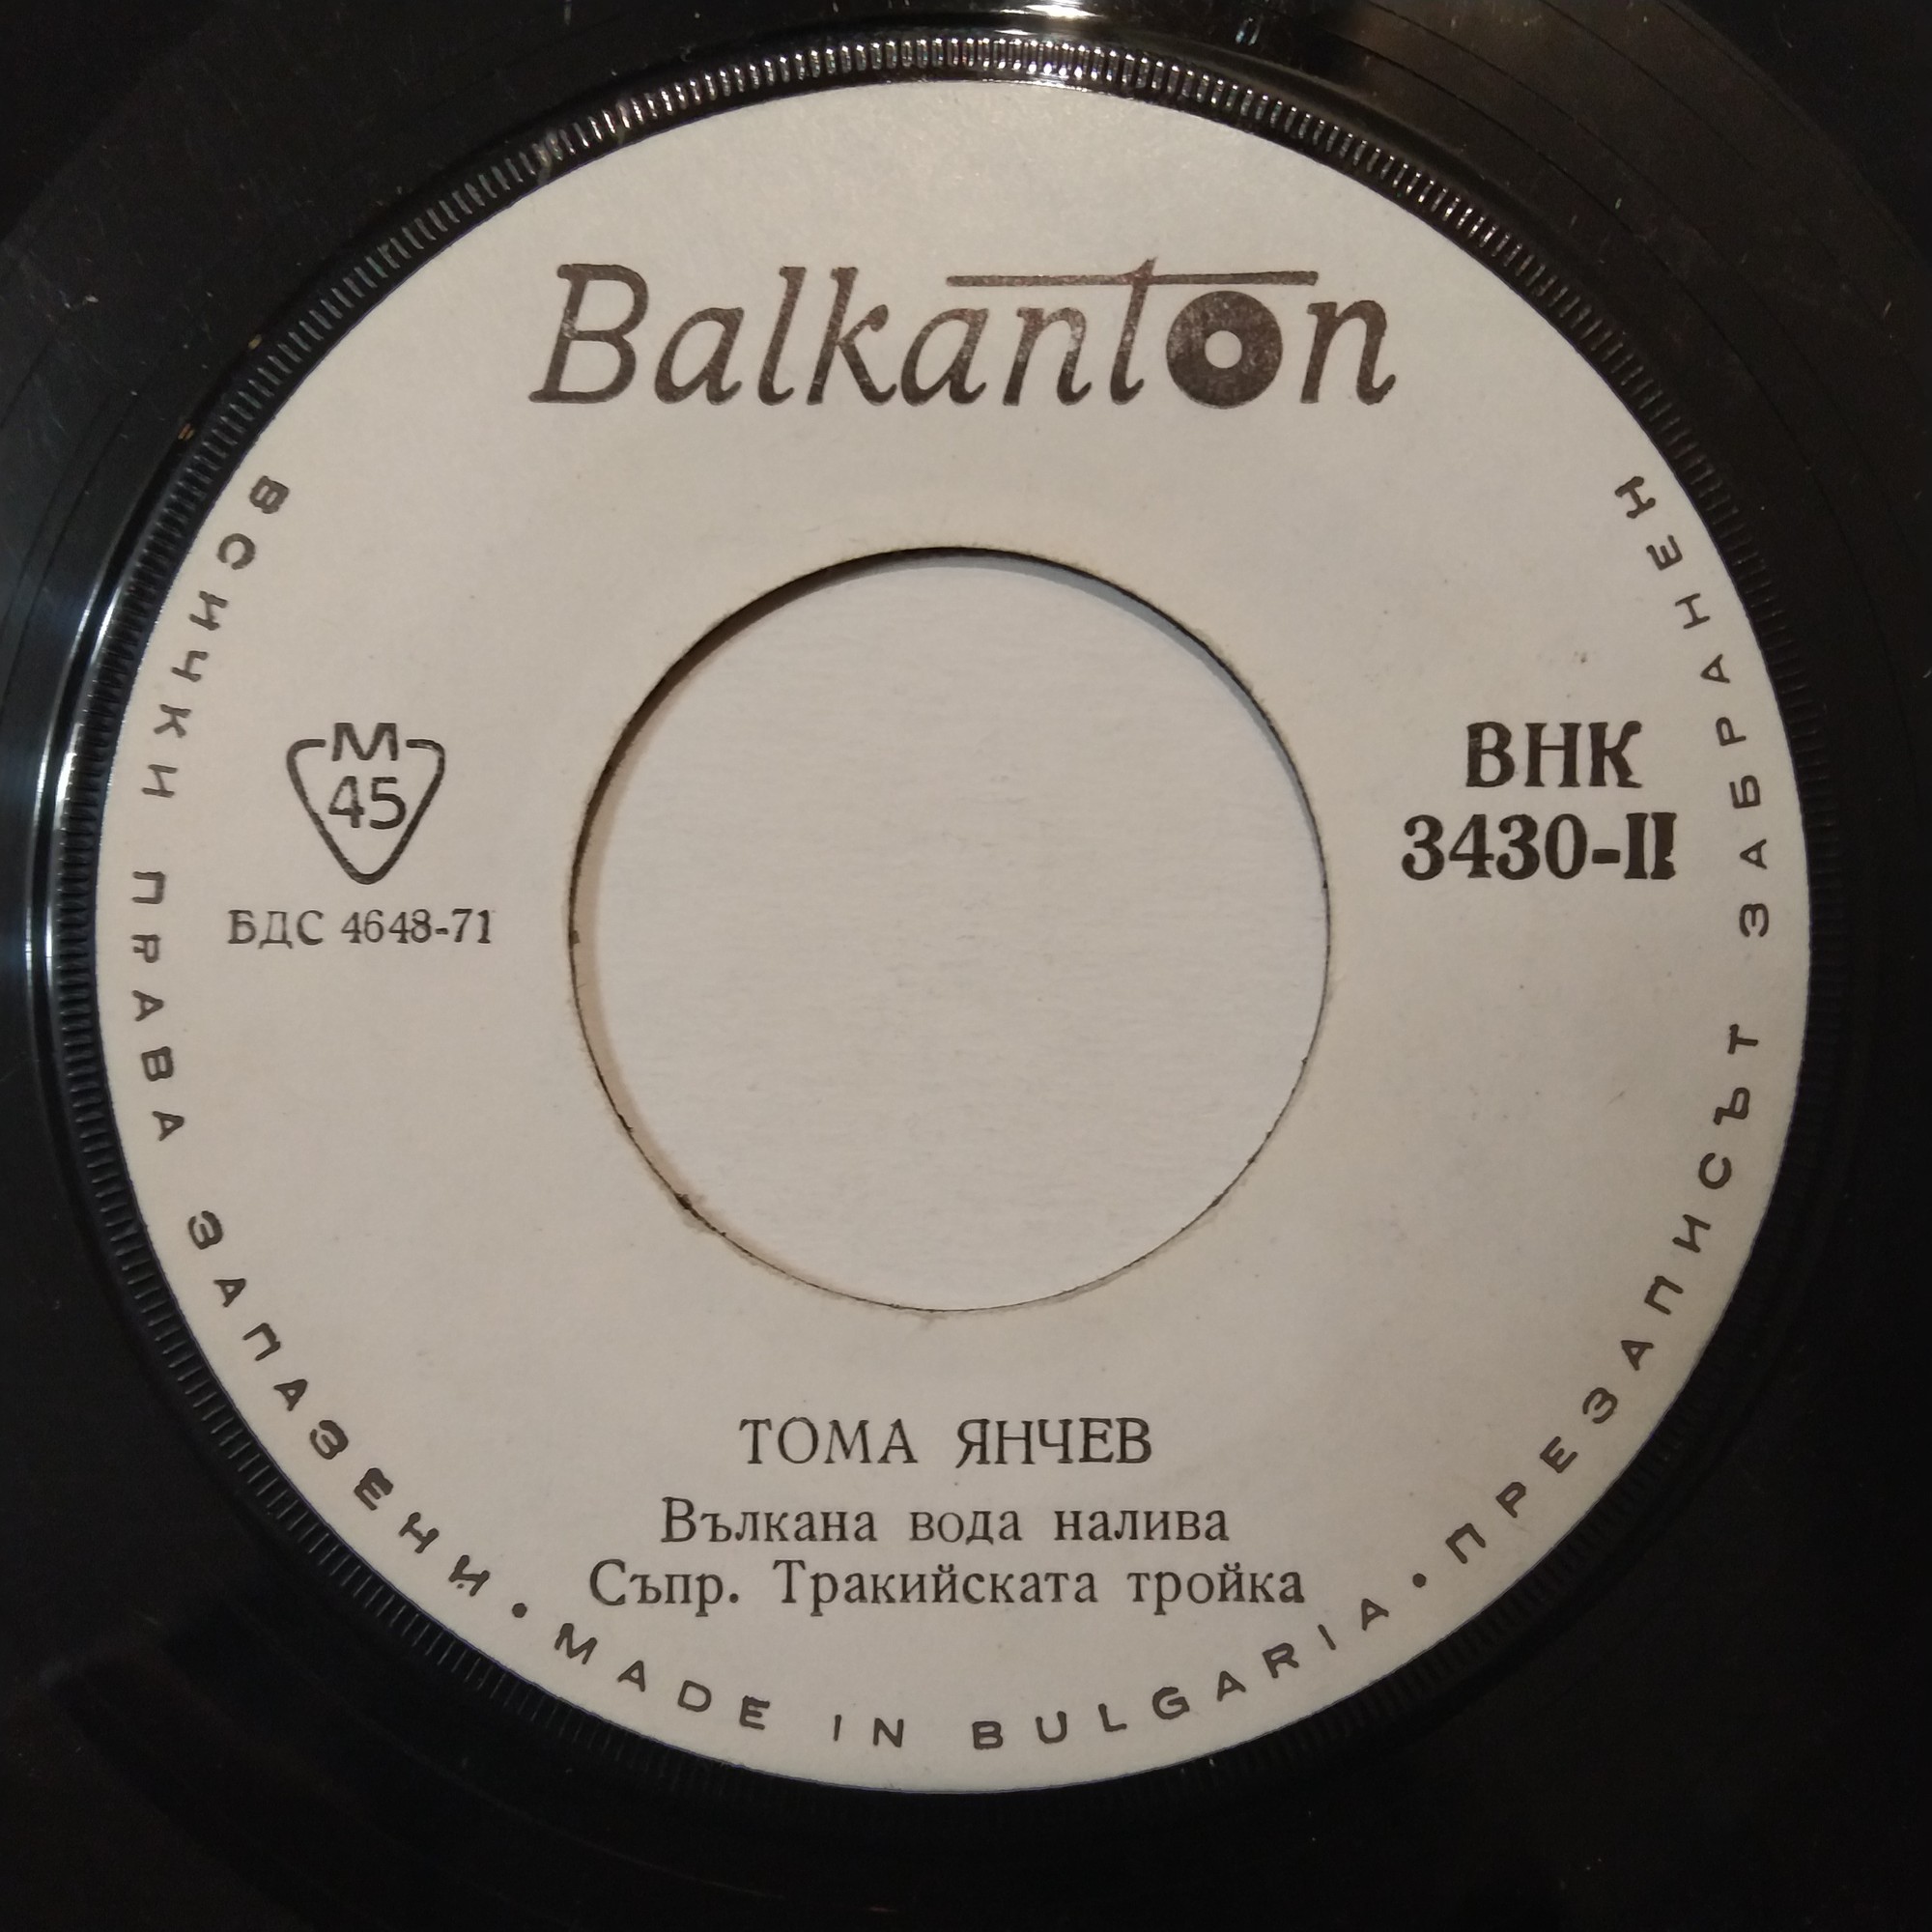 Balkanton
M
45
БДС 4648-71
ВНК
3430-II
ТОМА ЯНЧЕВ
Вълкана вода налива
Съпр. Тракийската тройка
ВСИЧКИ ПРАВА ЗАПАЗЕНИ • MADE IN BULGARIA • ПРЕЗАПИСЪТ ЗАБРАНЕН